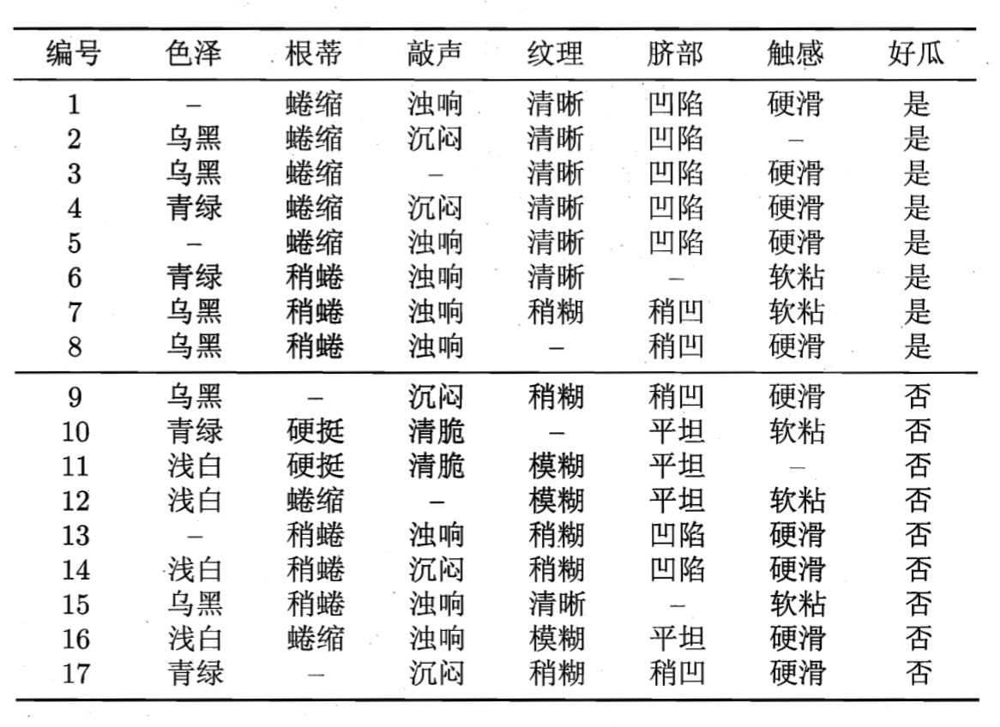 编号 色泽 根蒂 敲声 纹理 脐部 触感 好瓜
1 – 蜷缩 浊响 清晰 凹陷 硬滑 是
2 乌黑 蜷缩 沉闷 清晰 凹陷 – 是
3 乌黑 蜷缩 – 清晰 凹陷 硬滑 是
4 青绿 蜷缩 沉闷 清晰 凹陷 硬滑 是
5 – 蜷缩 浊响 清晰 凹陷 硬滑 是
6 青绿 稍蜷 浊响 清晰 – 软粘 是
7 乌黑 稍蜷 浊响 稍糊 稍凹 软粘 是
8 乌黑 稍蜷 浊响 – 稍凹 硬滑 是
9 乌黑 – 沉闷 稍糊 稍凹 硬滑 否
10 青绿 硬挺 清脆 – 平坦 软粘 否
11 浅白 硬挺 清脆 模糊 平坦 – 否
12 浅白 蜷缩 – 模糊 平坦 软粘 否
13 – 稍蜷 浊响 稍糊 凹陷 硬滑 否
14 浅白 稍蜷 沉闷 稍糊 凹陷 硬滑 否
15 乌黑 稍蜷 浊响 清晰 – 软粘 否
16 浅白 蜷缩 浊响 模糊 平坦 硬滑 否
17 青绿 – 沉闷 稍糊 稍凹 硬滑 否